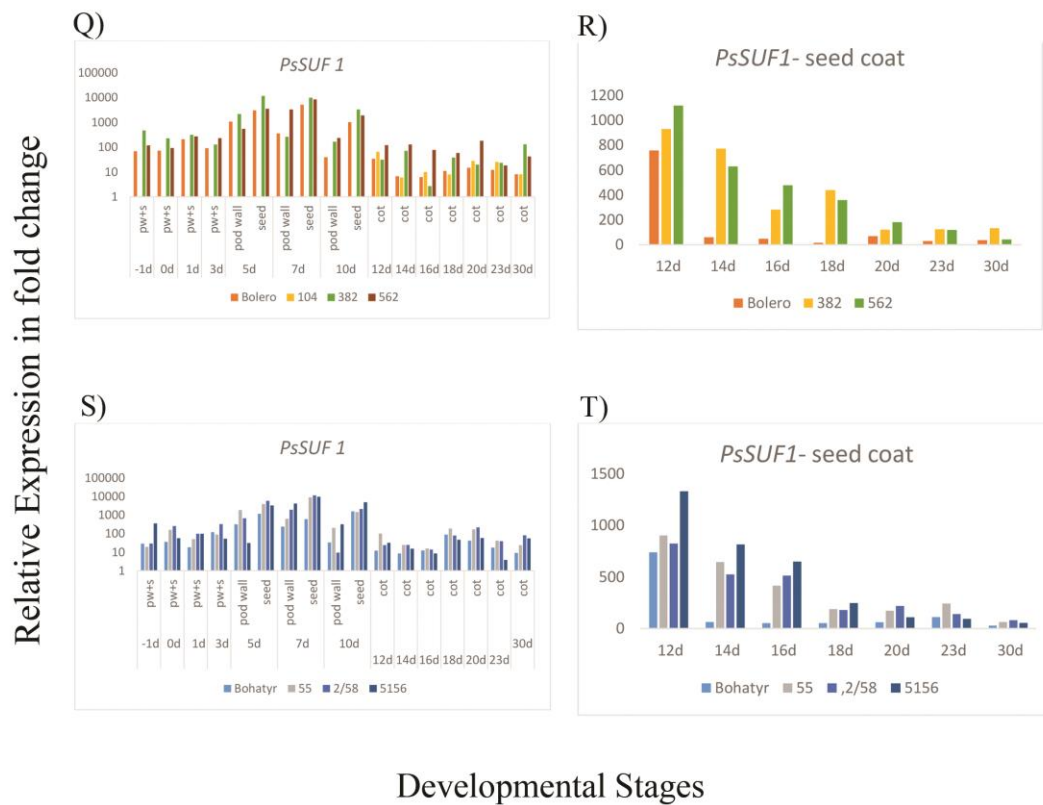 Relative Expression in fold change
Q)
PsSUF 1
100000
10000
1000
100
10
1
pw+s pw+s pw+s pw+s pod wall seed pod wall seed pod wall seed cot cot cot cot cot cot cot
-1d 0d 1d 3d 5d 7d 10d 12d 14d 16d 18d 20d 23d 30d
Bolero 104 382 562
R)
PsSUF1- seed coat
1200
1000
800
600
400
200
0
12d 14d 16d 18d 20d 23d 30d
Bolero 382 562
S)
PsSUF 1
100000
10000
1000
100
10
1
pw+s pw+s pw+s pw+s pod wall seed pod wall seed pod wall seed cot cot cot cot cot cot cot
-1d 0d 1d 3d 5d 7d 10d 12d 14d 16d 18d 20d 23d 30d
Bohatyr 55 2/58 5156
T)
PsSUF1- seed coat
1500
1000
500
0
12d 14d 16d 18d 20d 23d 30d
Bohatyr 55 ,2/58 5156
Developmental Stages